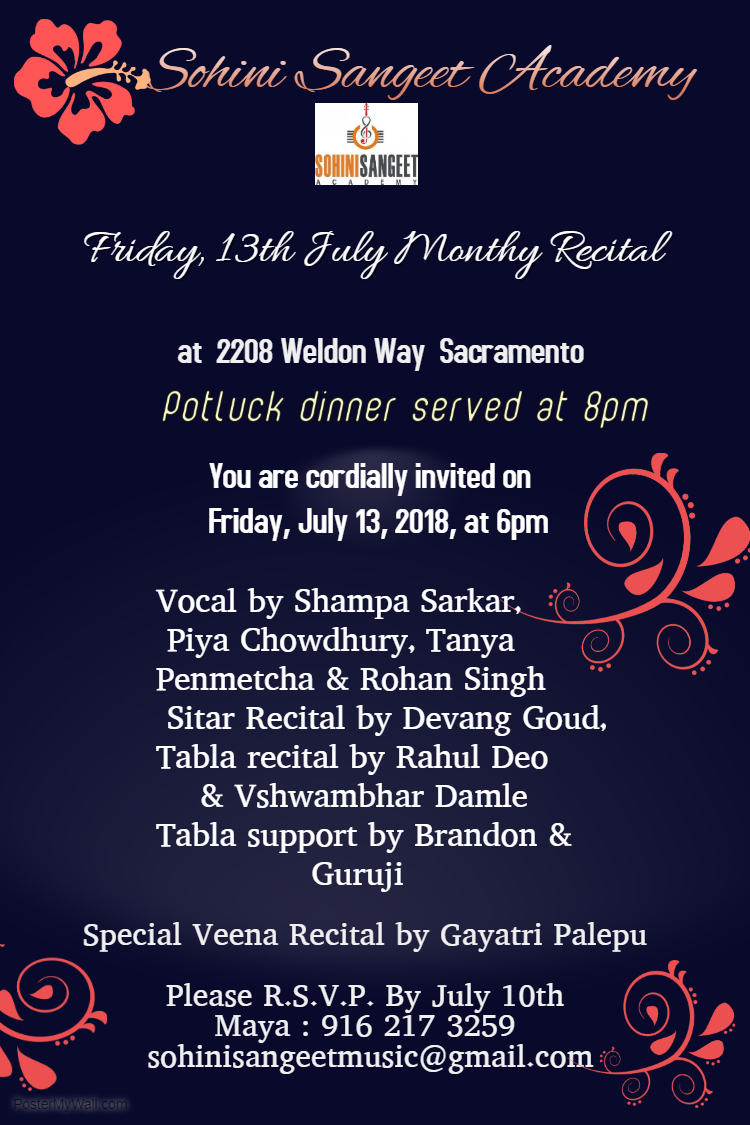 Sohini Sangeet Academy
SOHINISANGEET
ACADEMY
Friday, 13th July Monthy Recital
at 2208 Weldon Way Sacramento
Potluck dinner served at 8pm
You are cordially invited on
Friday, July 13, 2018, at 6pm
Vocal by Shampa Sarkar,
Piya Chowdhury, Tanya
Penmetcha & Rohan Singh
Sitar Recital by Devang Goud,
Tabla recital by Rahul Deo
& Vshwambhar Damle
Tabla support by Brandon &
Guruji
Special Veena Recital by Gayatri Palepu
Please R.S.V.P. By July 10th
Maya : 916 217 3259
sohinisangeetmusic@gmail.com
PosterMyWall.com